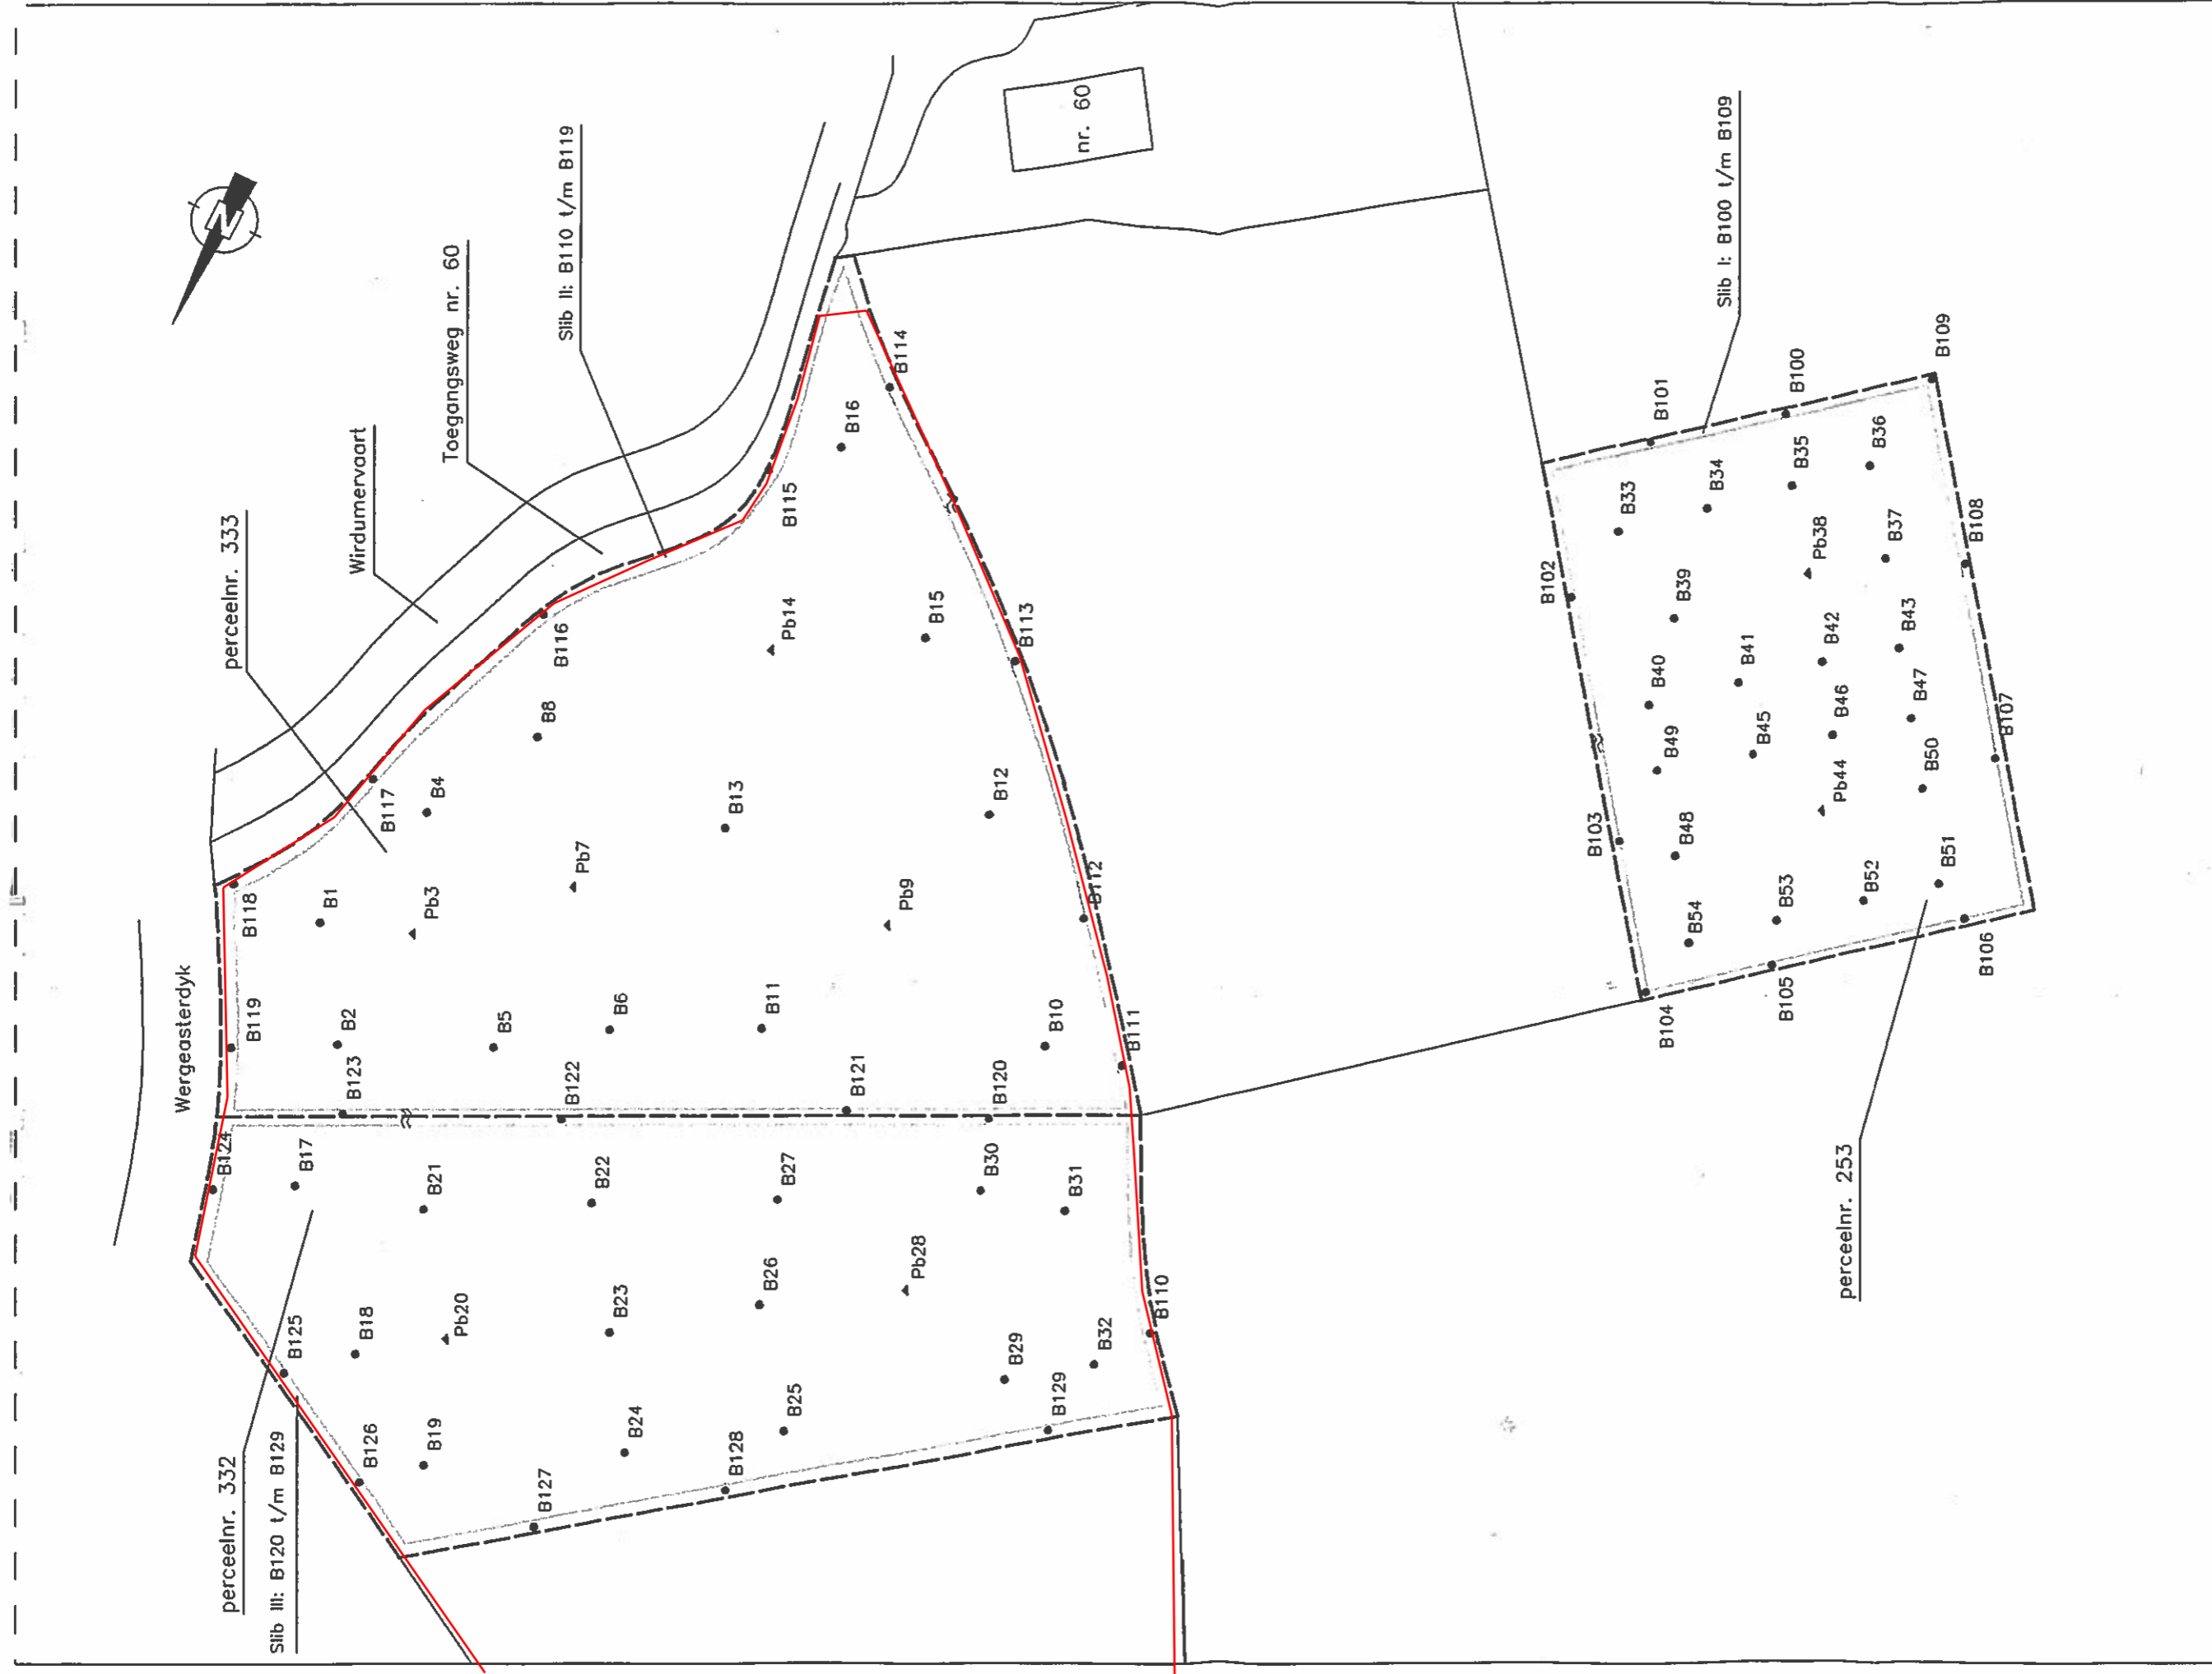 perceelnr. 332
Slib III: B120 t/m B129
Wergeasterdyk
perceelnr. 333
Wirdumervaart
Toegangsweg nr. 60
Slib II: B110 t/m B119
nr. 60
Slib I: B100 t/m B109
perceelnr. 253
B124
B17
B125
B18
B126
B19
B21
Pb20
B127
B22
B23
B24
B128
B27
B26
B25
Pb28
B30
B31
B29
B32
B129
B110
B118
B119
B1
B2
B123
Pb3
B117
B4
B5
B122
B116
B8
Pb7
B6
B115
Pb14
B13
B11
B121
B16
B114
B15
Pb9
B12
B10
B120
B113
B112
B111
B102
B103
B104
B101
B33
B39
B40
B49
B48
B54
B34
B41
B45
B53
B105
B100
B35
Pb38
B42
B46
Pb44
B52
B36
B37
B43
B47
B50
B51
B106
B109
B108
B107